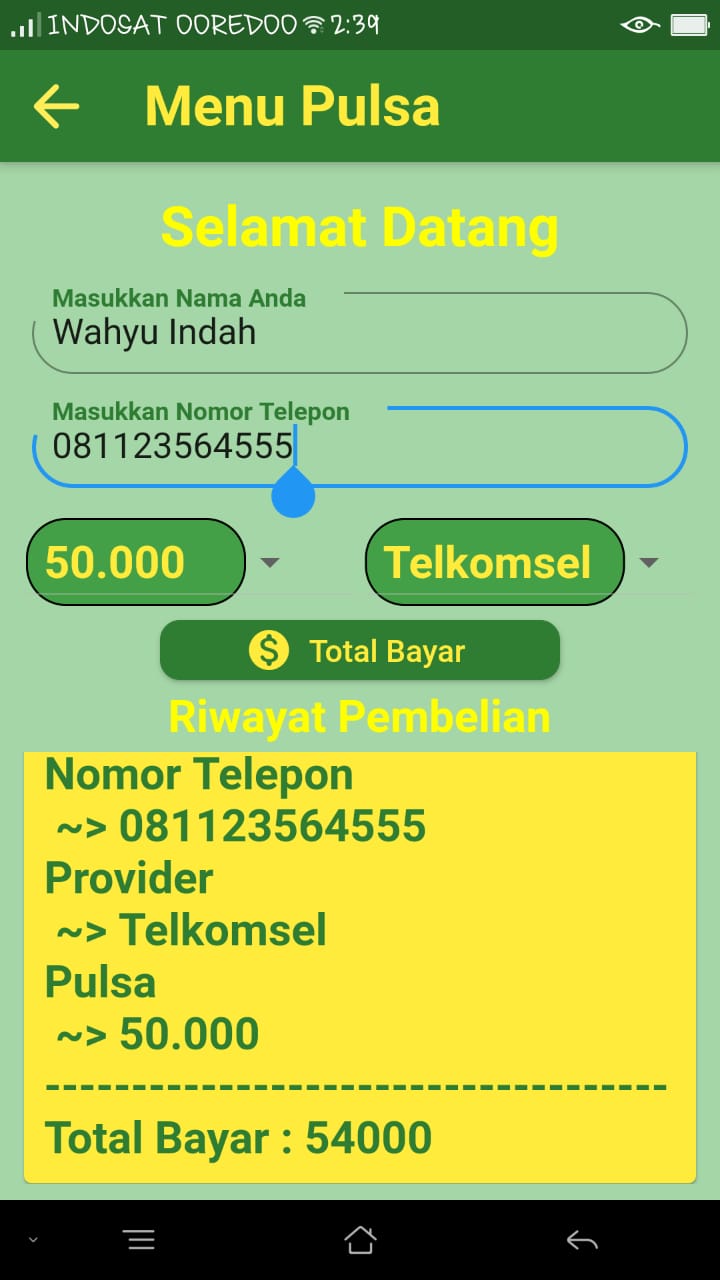 INDOSAT OOREDOO 2:39
Menu Pulsa
Selamat Datang
Masukkan Nama Anda
Wahyu Indah
Masukkan Nomor Telepon
081123564555
50.000 Telkomsel
$ Total Bayar
Riwayat Pembelian
Nomor Telepon
~> 081123564555
Provider
~> Telkomsel
Pulsa
~> 50.000
------------------------------------
Total Bayar : 54000